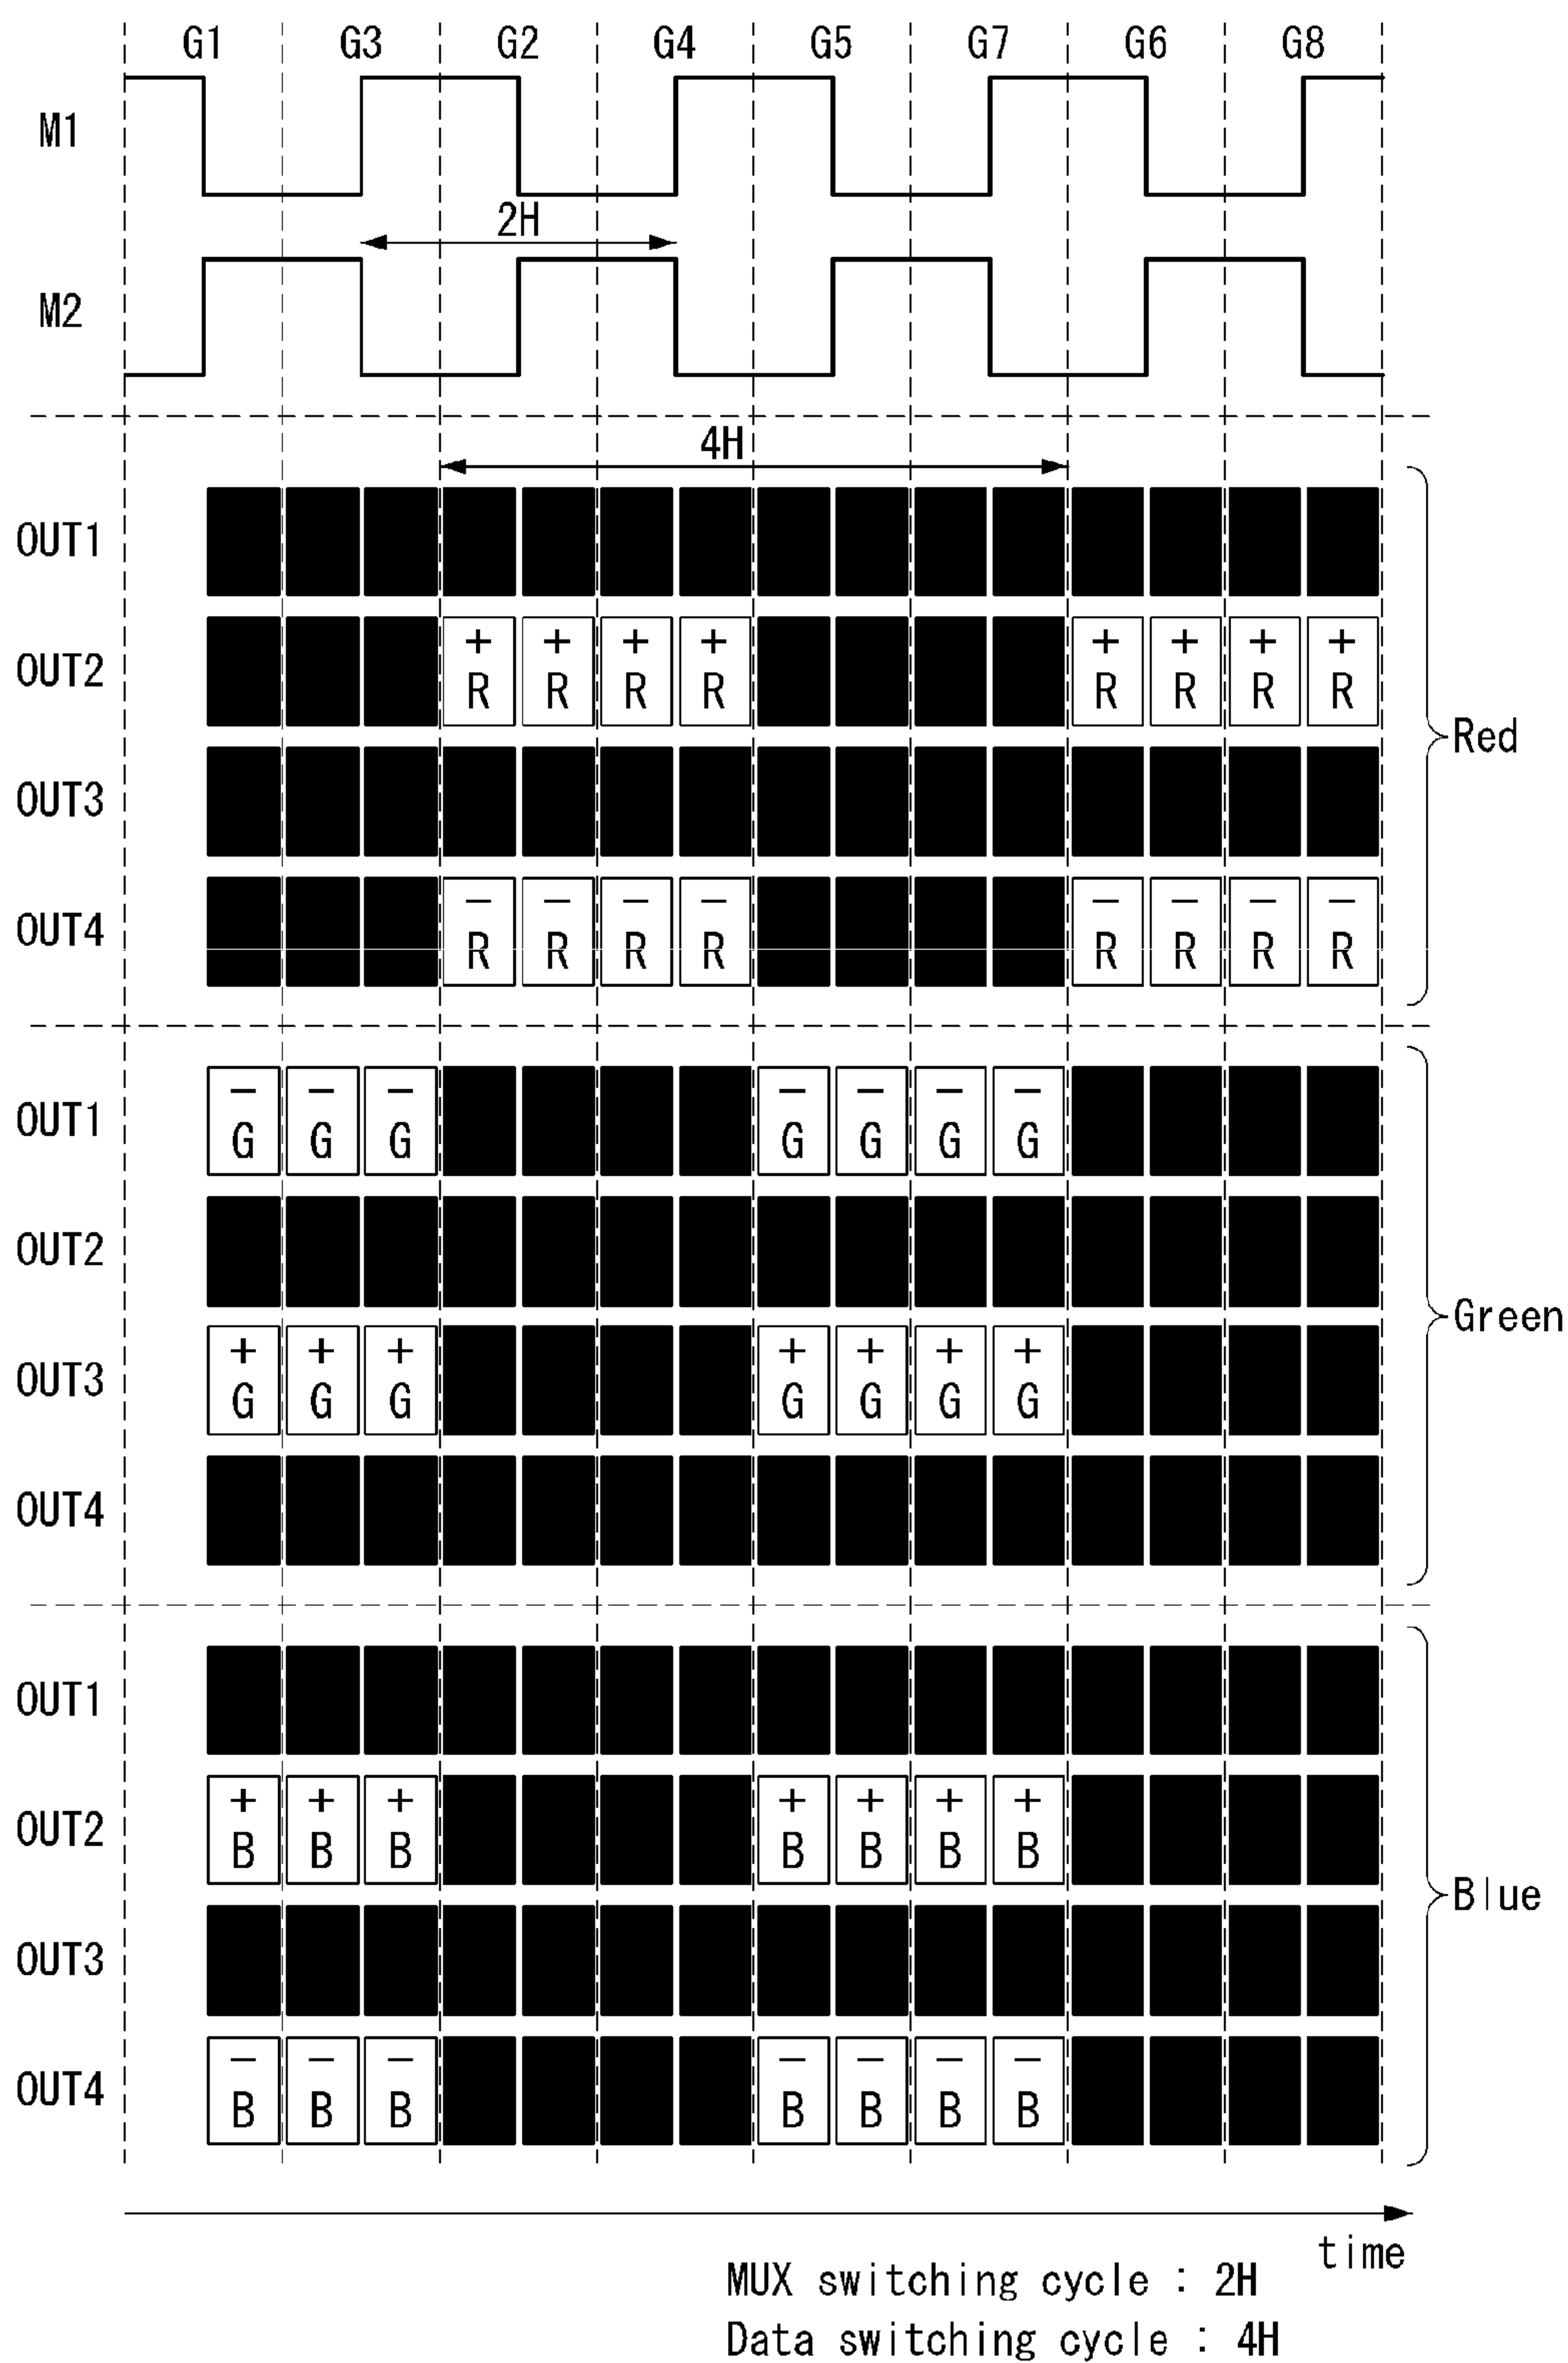 G1 G3 G2 G4 G5 G7 G6 G8
M1
2H
M2
4H
OUT1
+ + + + + + + +
OUT2 R R R R R R R R
Red
OUT3
− − − − − − − −
OUT4 R R R R R R R R
− − − − − − −
OUT1 G G G G G G G
OUT2
Green
+ + + + + + +
OUT3 G G G G G G G
OUT4
OUT1
+ + + + + + +
OUT2 B B B B B B B
Blue
OUT3
− − − − − − −
OUT4 B B B B B B B
time
MUX switching cycle : 2H
Data switching cycle : 4H